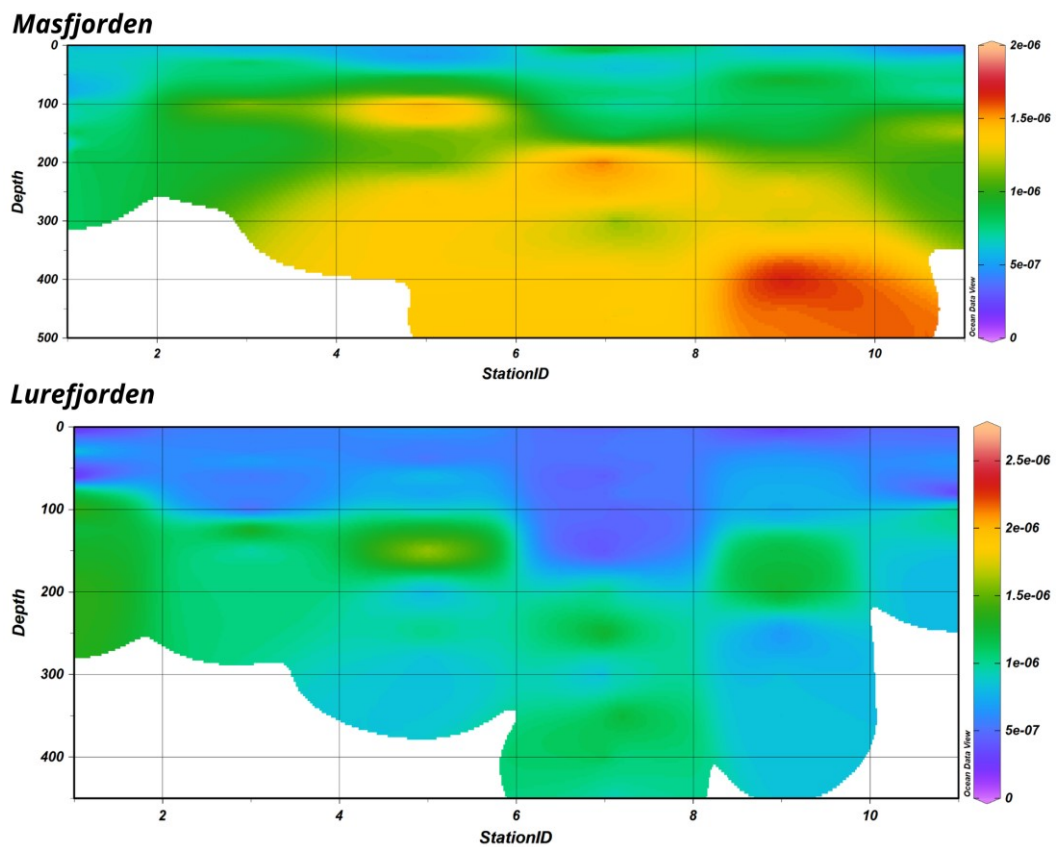 Masfjorden
0
100
200
300
400
500
Depth
2
4
6
8
10
StationID
Ocean Data View
2e-06
1.5e-06
1e-06
5e-07
0
Lurefjorden
0
100
200
300
400
Depth
2
4
6
8
10
StationID
Ocean Data View
2.5e-06
2e-06
1.5e-06
1e-06
5e-07
0